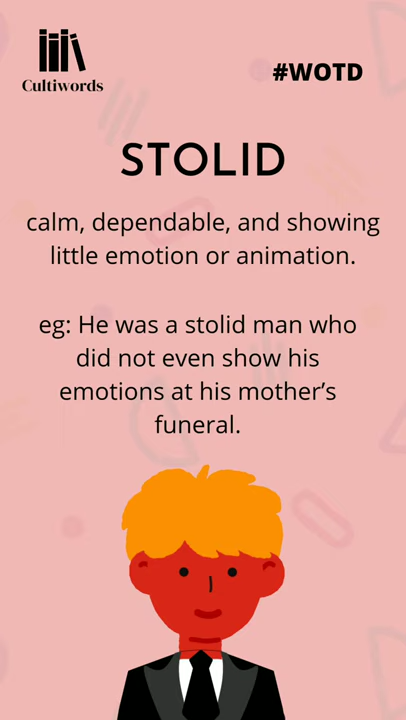 Cultiwords
#WOTD
STOLID
calm, dependable, and showing
little emotion or animation.
eg: He was a stolid man who
did not even show his
emotions at his mother’s
funeral.